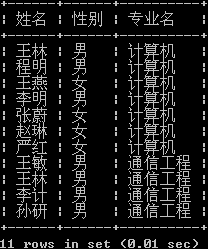 姓名 性别 专业名
王林 男 计算机
程明 男 计算机
王燕 女 计算机
李明 男 计算机
张蔚 女 计算机
赵琳 女 计算机
严红 女 计算机
王敏 男 通信工程
王林 男 通信工程
李计 男 通信工程
孙研 男 通信工程
11 rows in set (0.01 sec)